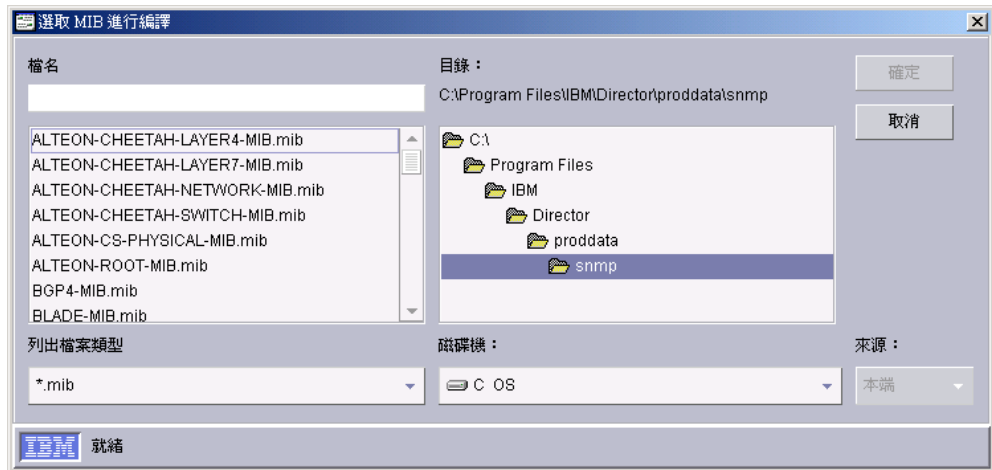 選取 MIB 進行編譯
檔名
目錄：
C:\Program Files\IBM\Director\proddata\snmp
確定
取消
ALTEON-CHEETAH-LAYER4-MIB.mib
ALTEON-CHEETAH-LAYER7-MIB.mib
ALTEON-CHEETAH-NETWORK-MIB.mib
ALTEON-CHEETAH-SWITCH-MIB.mib
ALTEON-CS-PHYSICAL-MIB.mib
ALTEON-ROOT-MIB.mib
BGP4-MIB.mib
BLADE-MIB.mib
C:\
Program Files
IBM
Director
proddata
snmp
列出檔案類型
*.mib
磁碟機：
C OS
來源：
本端
IBM
就緒